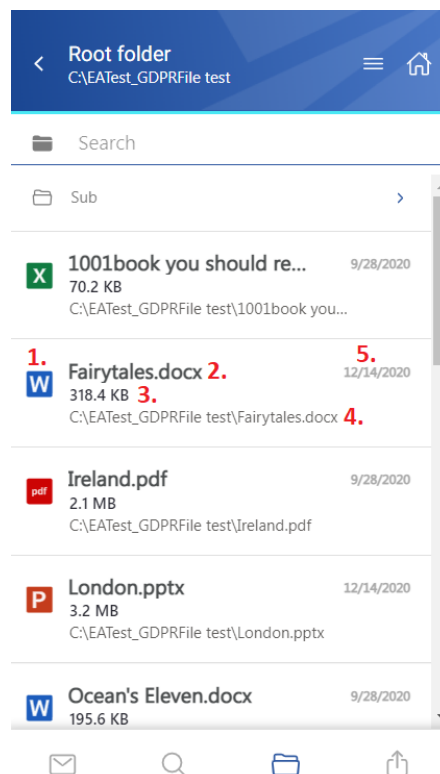 Root folder
C:\EATest_GDPRFile test
Search
Sub
X 1001book you should re... 9/28/2020
70.2 KB
C:\EATest_GDPRFile test\1001book you...
1. 5.
W Fairytales.docx 2. 12/14/2020
318.4 KB 3.
C:\EATest_GDPRFile test\Fairytales.docx 4.
pdf Ireland.pdf 9/28/2020
2.1 MB
C:\EATest_GDPRFile test\Ireland.pdf
P London.pptx 12/14/2020
3.2 MB
C:\EATest_GDPRFile test\London.pptx
W Ocean's Eleven.docx 9/28/2020
195.6 KB